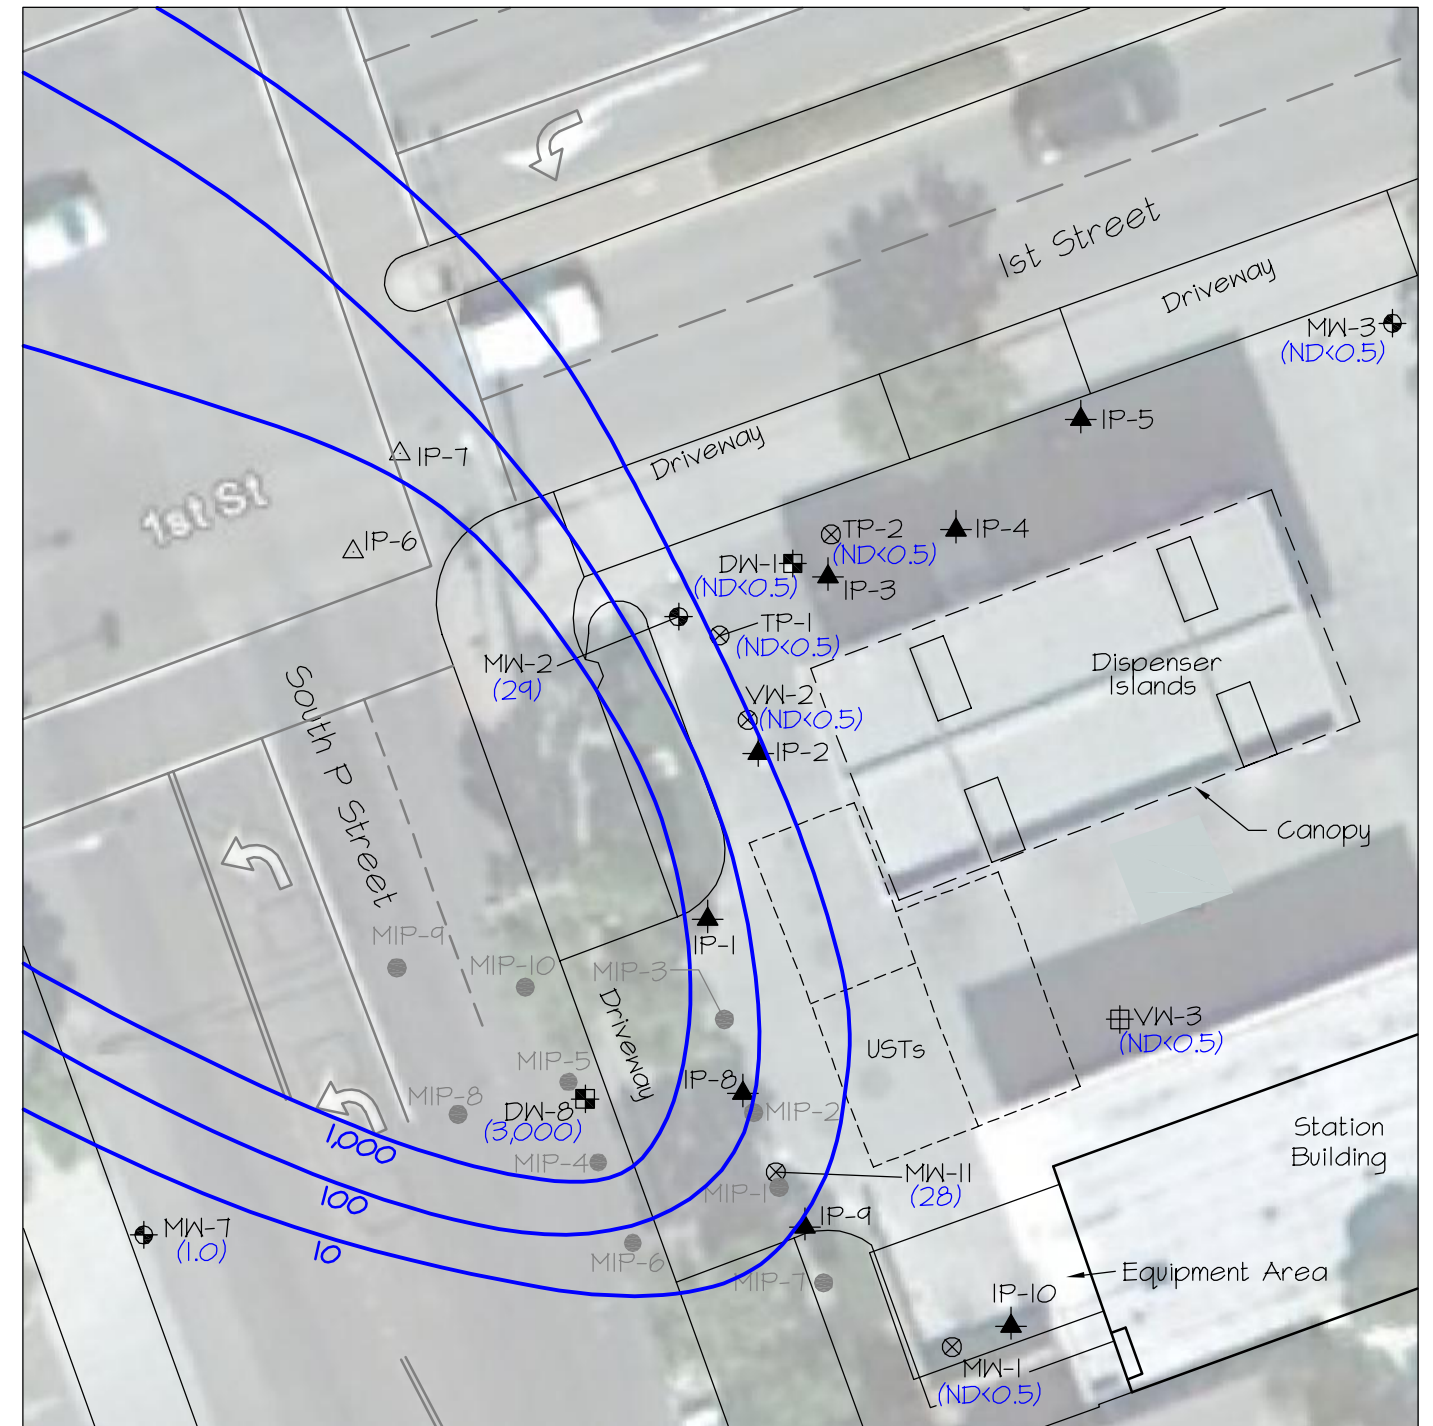 1st Street
Driveway
MW-3
(ND<0.5)
IP-5
Driveway
IP-7
1st St
IP-6
TP-2
(ND<0.5)
IP-4
DW-1
(ND<0.5)
IP-3
TP-1
(ND<0.5)
MW-2
(29)
Dispenser
Islands
VW-2
(ND<0.5)
IP-2
South P Street
Canopy
IP-1
MIP-9
MIP-10
MIP-3
Driveway
VW-3
(ND<0.5)
USTs
MIP-5
IP-8
MIP-8
DW-8
(3,000)
MIP-2
1,000
MIP-4
Station
Building
MW-11
(28)
MIP-1
100
IP-9
MW-7
(1.0)
10
MIP-6
MIP-7
Equipment Area
IP-10
MW-1
(ND<0.5)